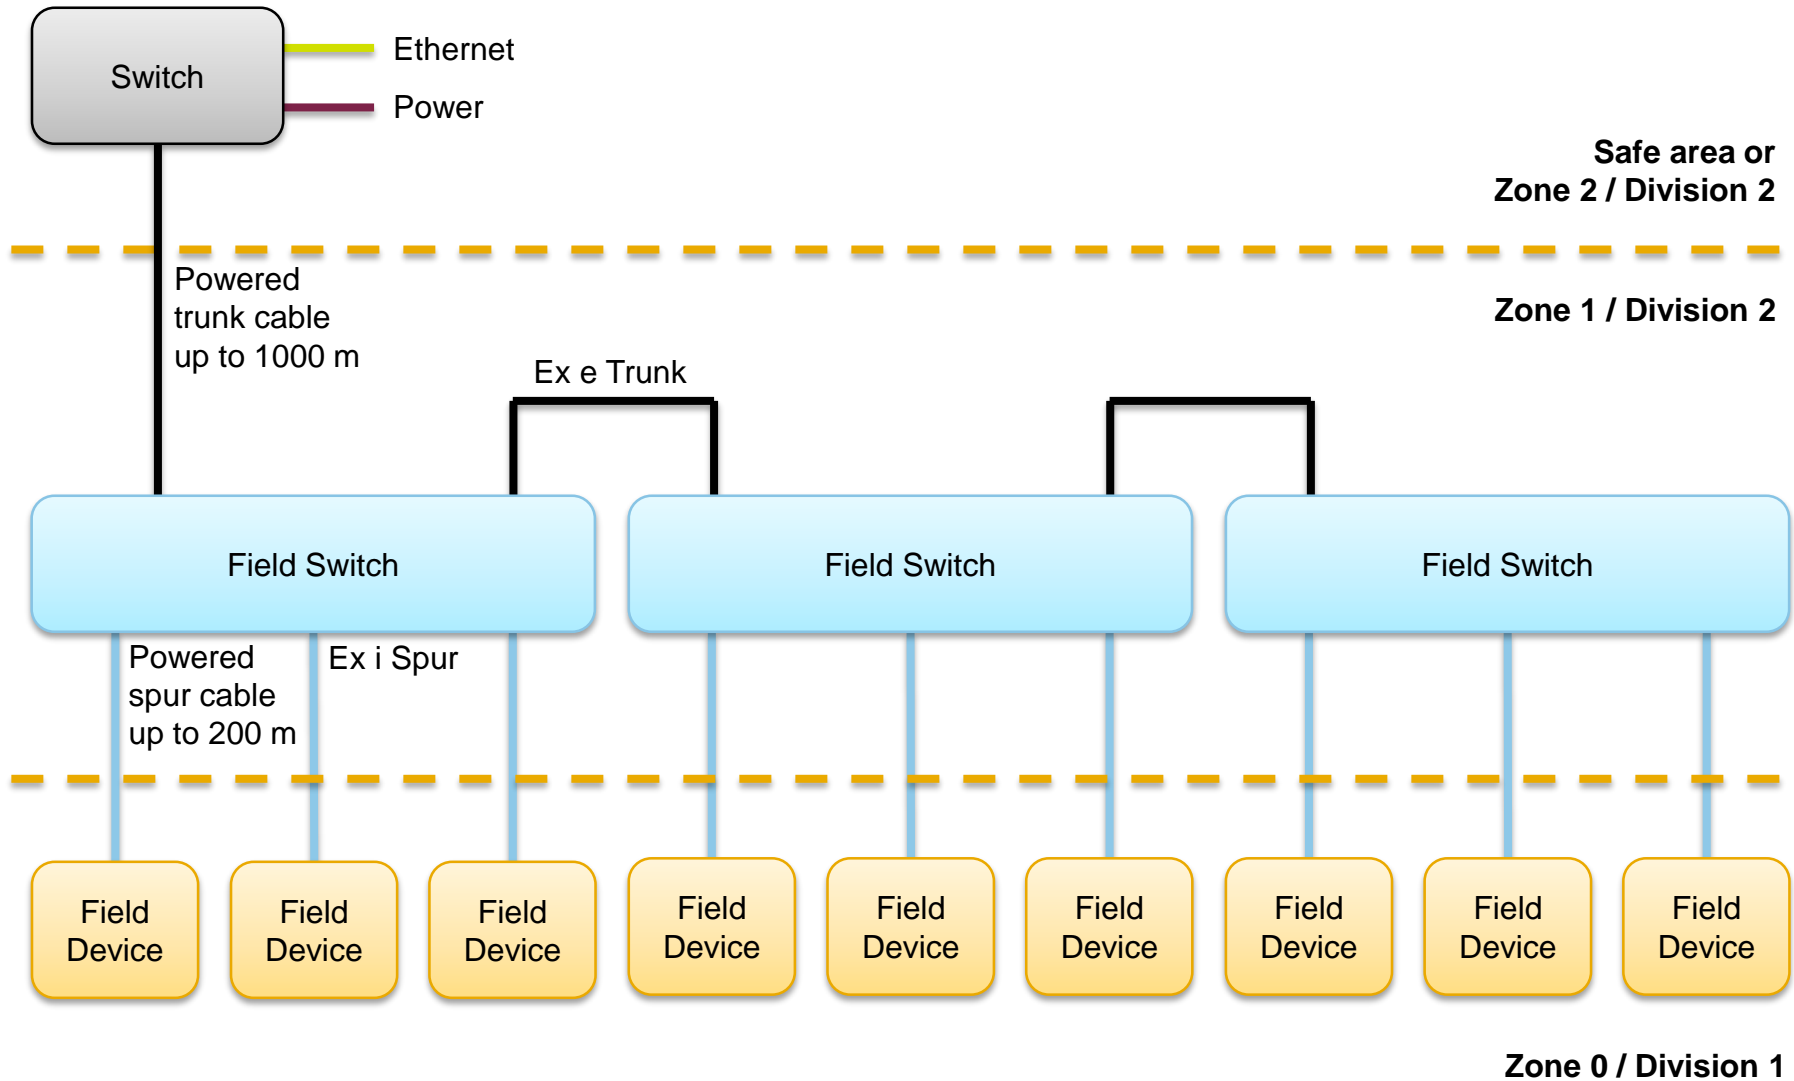 Switch
Ethernet
Power
Safe area or
Zone 2 / Division 2
Powered
trunk cable
up to 1000 m
Zone 1 / Division 2
Ex e Trunk
Field Switch
Field Switch
Field Switch
Powered
spur cable
up to 200 m
Ex i Spur
Field
Device
Field
Device
Field
Device
Field
Device
Field
Device
Field
Device
Field
Device
Field
Device
Field
Device
Zone 0 / Division 1